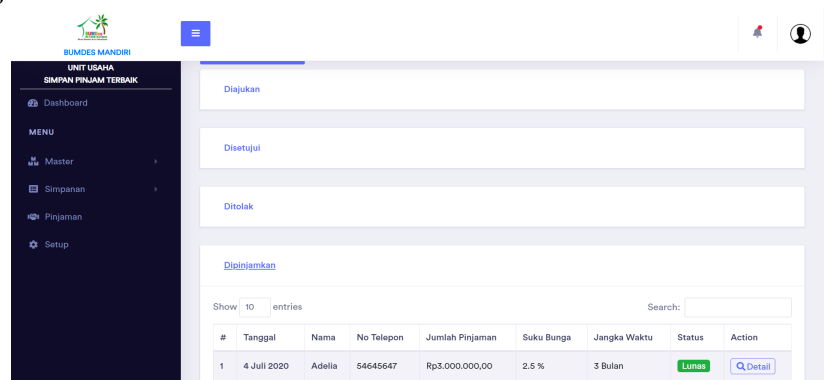 BUMDes
BUMDES MANDIRI
UNIT USAHA
SIMPAN PINJAM TERBAIK
Dashboard
MENU
Master
Simpanan
Pinjaman
Setup
Diajukan
Disetujui
Ditolak
Dipinjamkan
Show 10 entries Search:
# Tanggal Nama No Telepon Jumlah Pinjaman Suku Bunga Jangka Waktu Status Action
1 4 Juli 2020 Adelia 54645647 Rp3.000.000,00 2.5 % 3 Bulan Lunas Detail